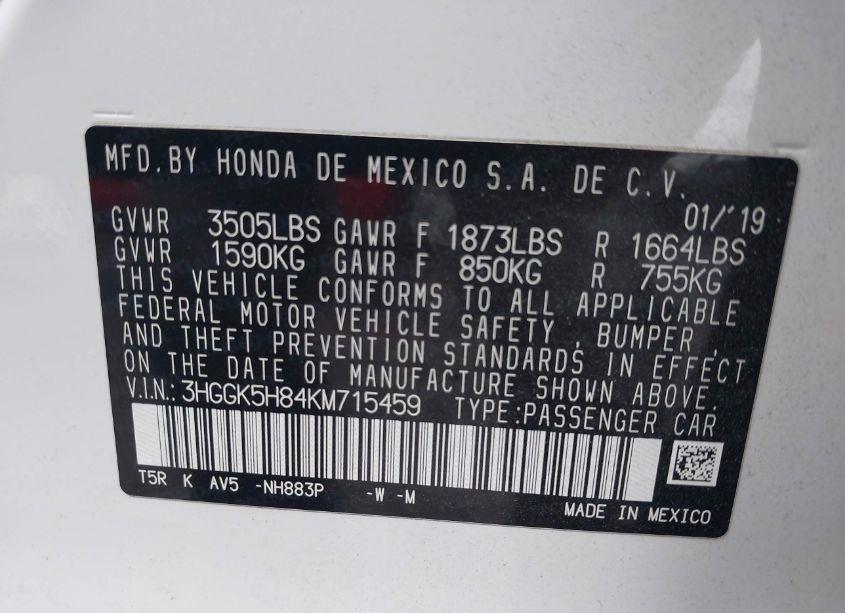 MFD. BY HONDA DE MEXICO S.A. DE C.V.
01/'19
GVWR 3505LBS GAWR F 1873LBS R 1664LBS
GVWR 1590KG GAWR F 850KG R 755KG
THIS VEHICLE CONFORMS TO ALL APPLICABLE
FEDERAL MOTOR VEHICLE SAFETY , BUMPER ,
AND THEFT PREVENTION STANDARDS IN EFFECT
ON THE DATE OF MANUFACTURE SHOWN ABOVE.
V.I.N.: 3HGGK5H84KM715459 TYPE:PASSENGER CAR
T5R K AV5 -NH883P -W -M
MADE IN MEXICO